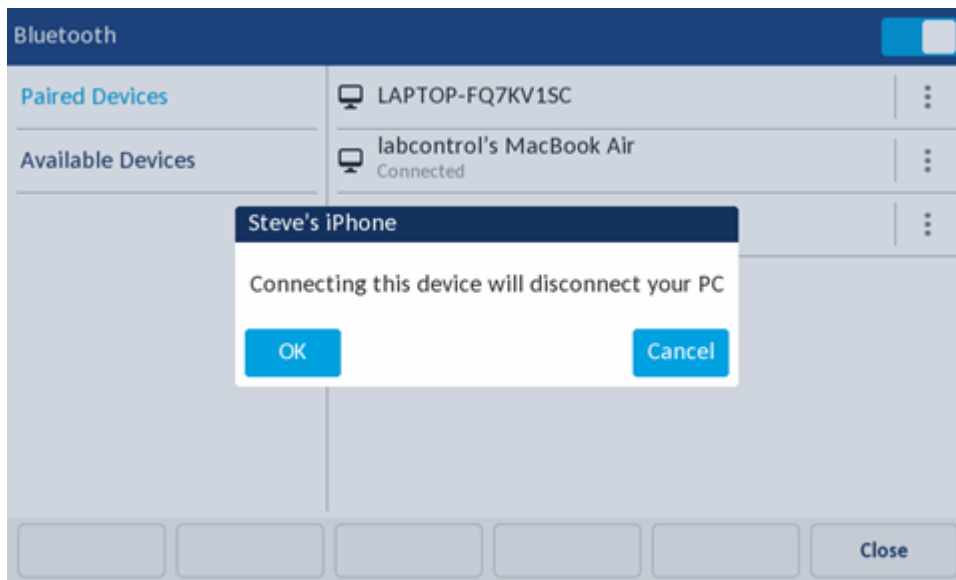 Bluetooth
Paired Devices
LAPTOP-FQ7KV1SC
labcontrol's MacBook Air
Connected
Available Devices
Steve's iPhone
Connecting this device will disconnect your PC
OK
Cancel
Close